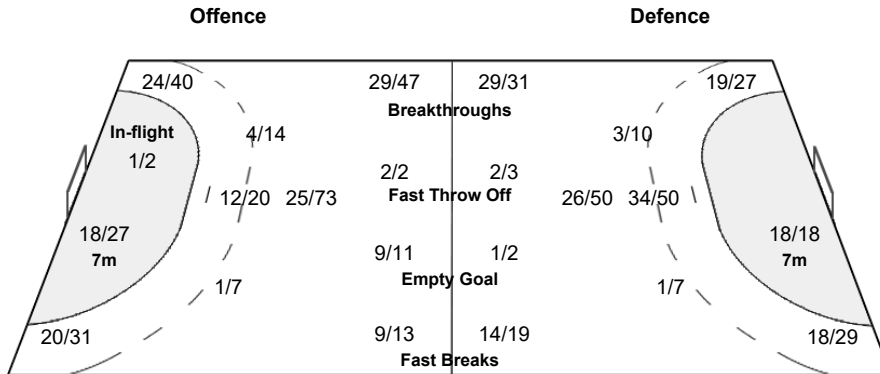 Offence Defence
24/40 29/47 29/31 19/27
Breakthroughs
In-flight 4/14 3/10
1/2
2/2 2/3
12/20 25/73 Fast Throw Off 26/50 34/50
18/27 18/18
7m 9/11 1/2 7m
Empty Goal
1/7 1/7
20/31 9/13 14/19 18/29
Fast Breaks